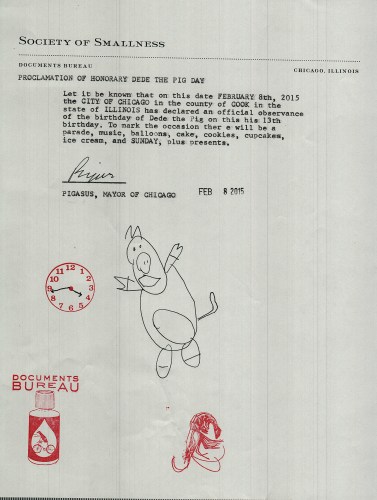 SOCIETY OF SMALLNESS
DOCUMENTS BUREAU
CHICAGO, ILLINOIS
PROCLAMATION OF HONORARY DEDE THE PIG DAY
Let it be known that on this date FEBRUARY 8th, 2015
the CITY OF CHICAGO in the county of COOK in the
state of ILLINOIS has declared an official observance
of the birthday of Dede the Pig on this his 13th
birthday. To mark the occasion ther e will be a
parade, music, balloons, cake, cookies, cupcakes,
ice cream, and SUNDAY, plus presents.
PIGASUS, MAYOR OF CHICAGO
FEB 8 2015
12 1 2 3 4 5 6 7 8 9 10 11
DOCUMENTS
BUREAU